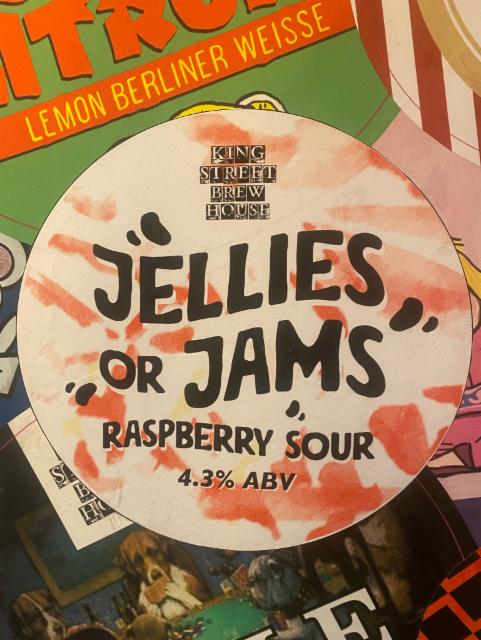 LEMON BERLINER WEISSE
KING
STREET
BREW
HOUSE
JELLIES
OR JAMS
RASPBERRY SOUR
4.3% ABV